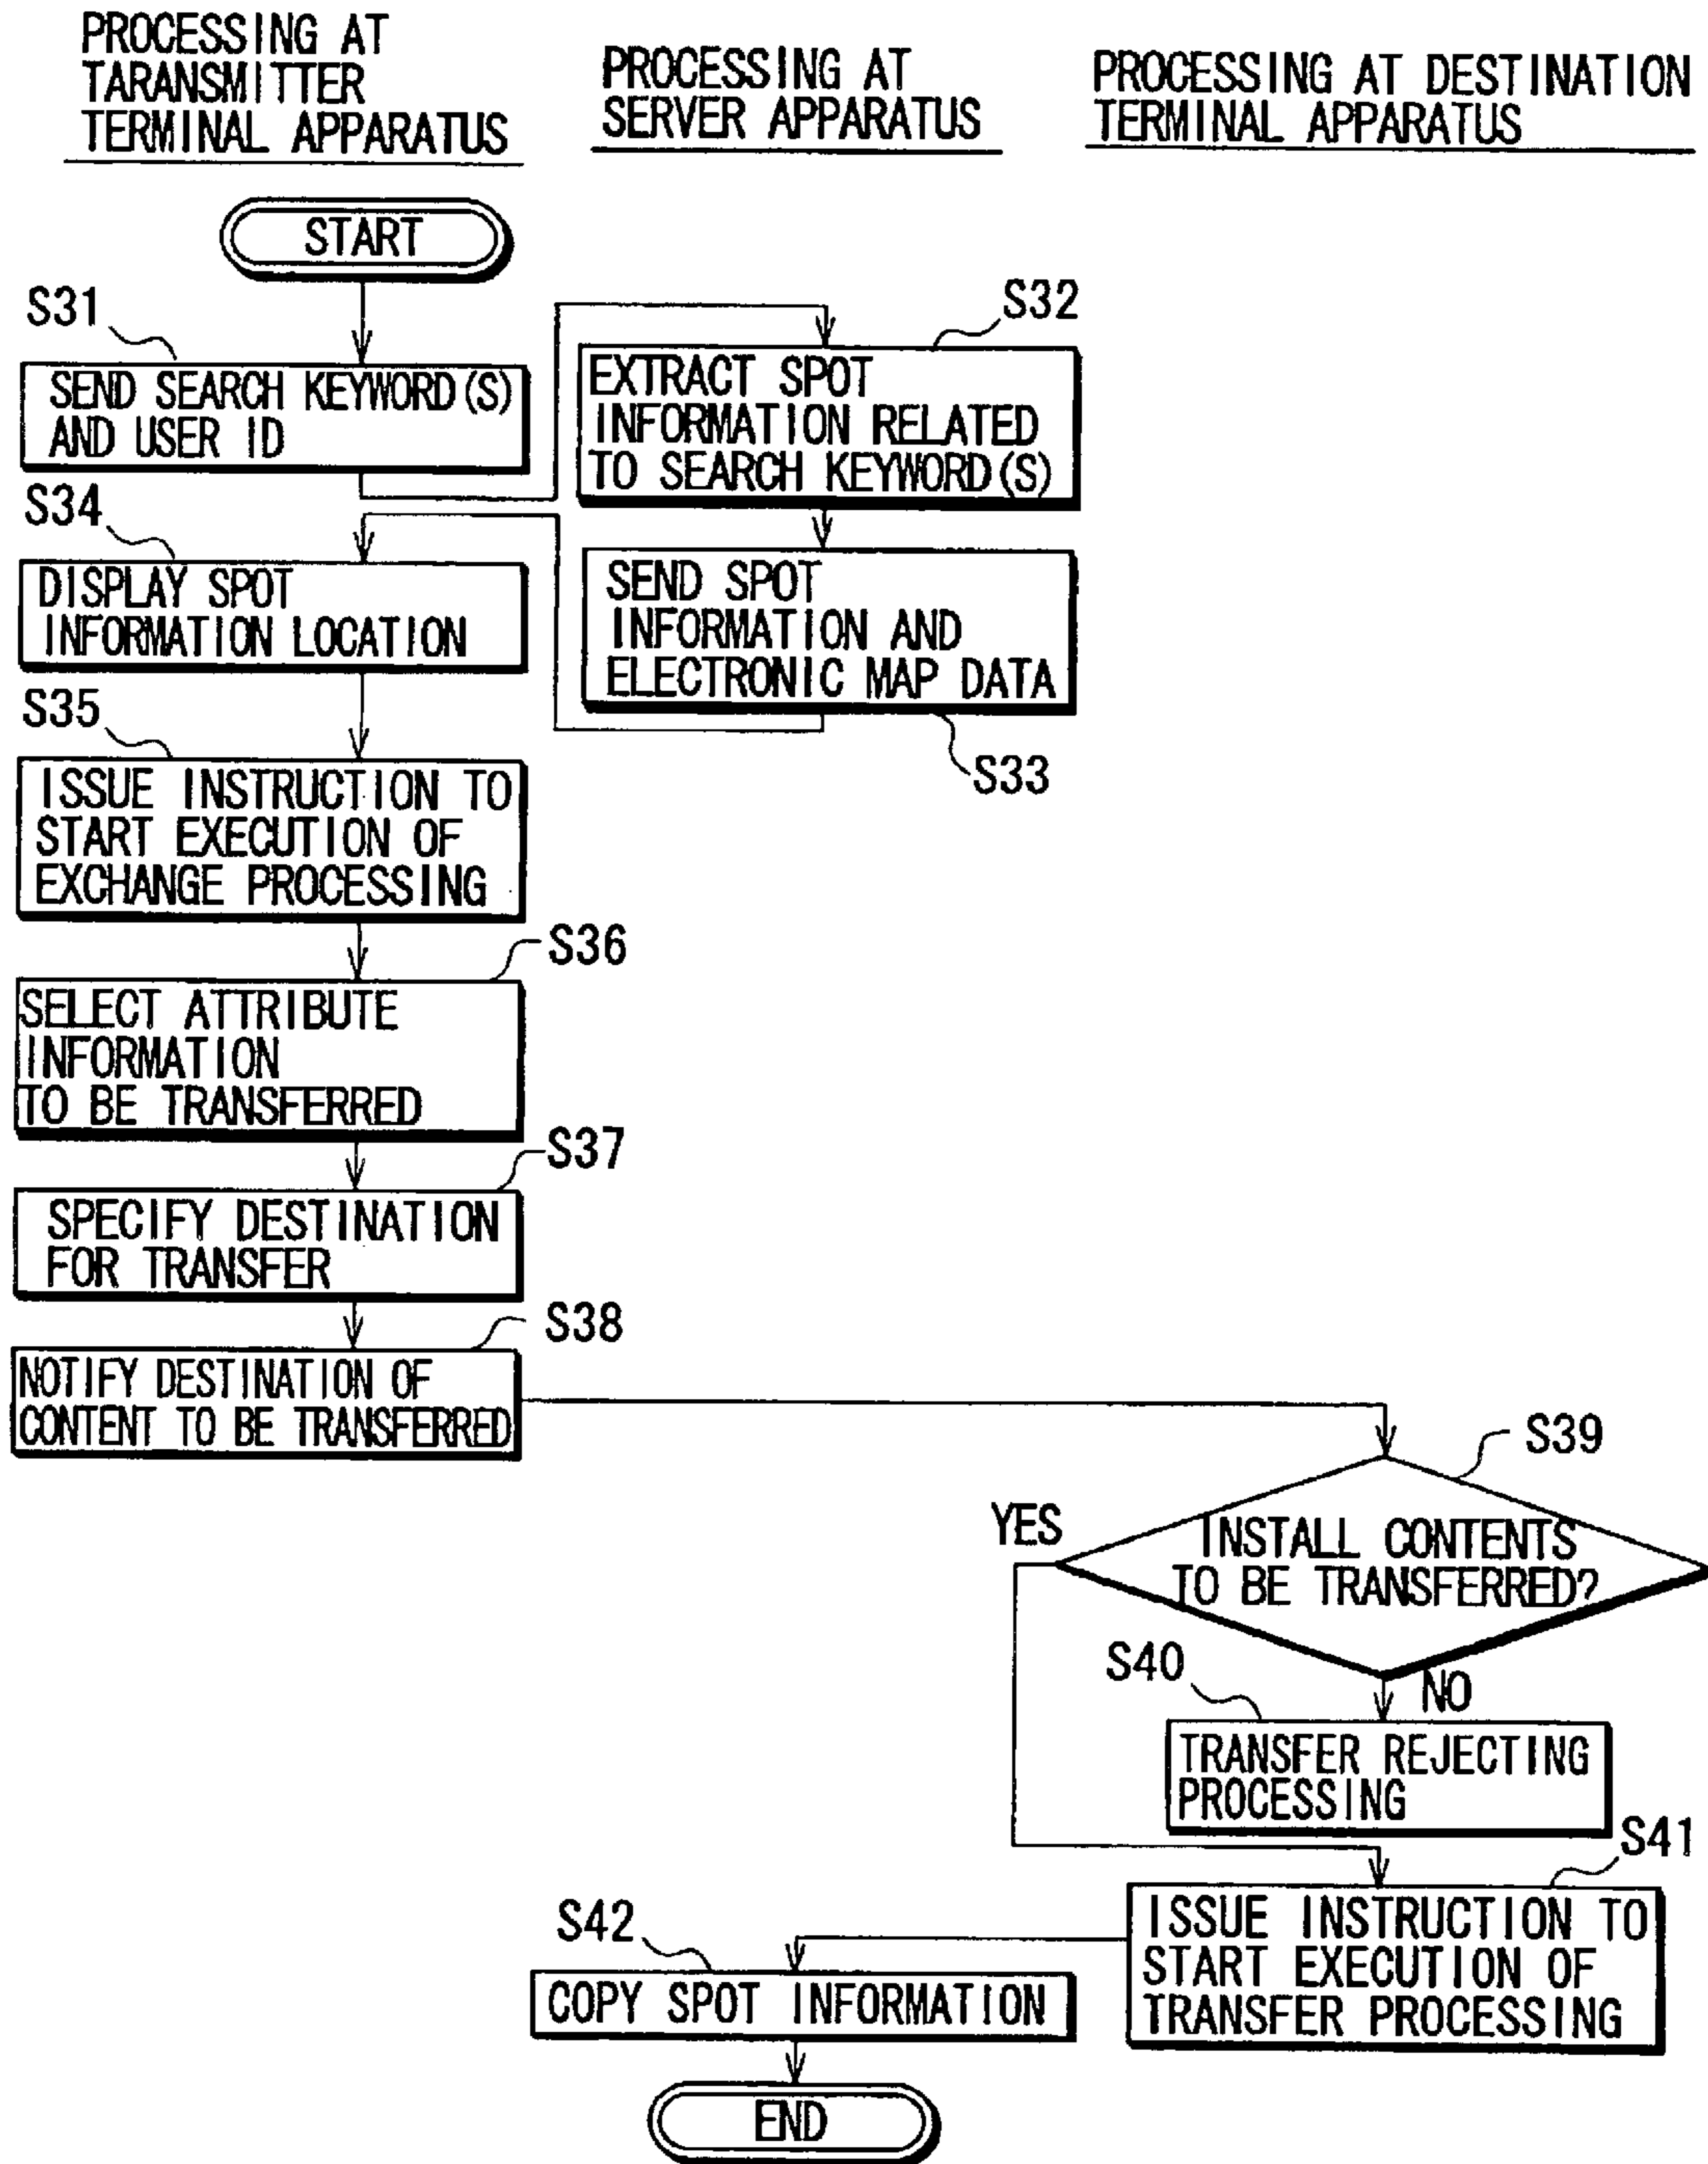 PROCESSING AT
TARANSMITTER
TERMINAL APPARATUS
PROCESSING AT
SERVER APPARATUS
PROCESSING AT DESTINATION
TERMINAL APPARATUS
START
S31
SEND SEARCH KEYWORD(S)
AND USER ID
S32
EXTRACT SPOT
INFORMATION RELATED
TO SEARCH KEYWORD(S)
S34
DISPLAY SPOT
INFORMATION LOCATION
SEND SPOT
INFORMATION AND
ELECTRONIC MAP DATA
S33
S35
ISSUE INSTRUCTION TO
START EXECUTION OF
EXCHANGE PROCESSING
S36
SELECT ATTRIBUTE
INFORMATION
TO BE TRANSFERRED
S37
SPECIFY DESTINATION
FOR TRANSFER
S38
NOTIFY DESTINATION OF
CONTENT TO BE TRANSFERRED
S39
YES
INSTALL CONTENTS
TO BE TRANSFERRED?
NO
S40
TRANSFER REJECTING
PROCESSING
S41
ISSUE INSTRUCTION TO
START EXECUTION OF
TRANSFER PROCESSING
S42
COPY SPOT INFORMATION
END